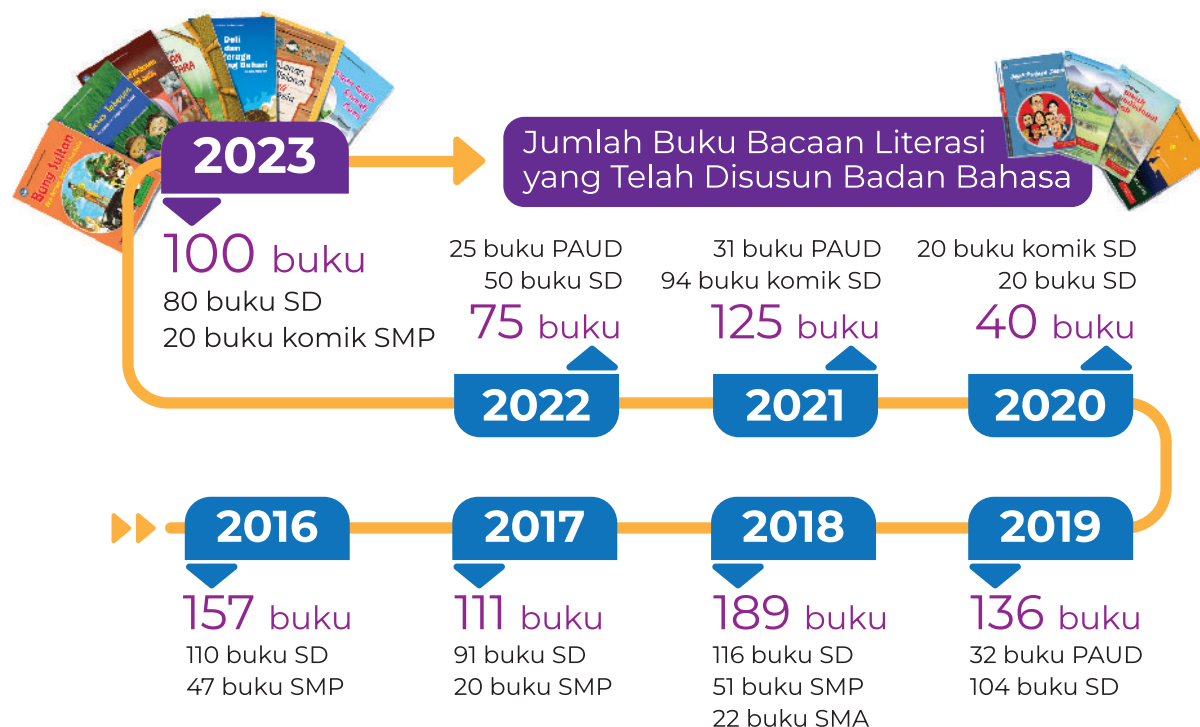 2023
Jumlah Buku Bacaan Literasi
yang Telah Disusun Badan Bahasa
100 buku
80 buku SD
20 buku komik SMP
25 buku PAUD
50 buku SD
75 buku
2022
31 buku PAUD
94 buku komik SD
125 buku
2021
20 buku komik SD
20 buku SD
40 buku
2020
2016
157 buku
110 buku SD
47 buku SMP
2017
111 buku
91 buku SD
20 buku SMP
2018
189 buku
116 buku SD
51 buku SMP
22 buku SMA
2019
136 buku
32 buku PAUD
104 buku SD
Bang Sultan